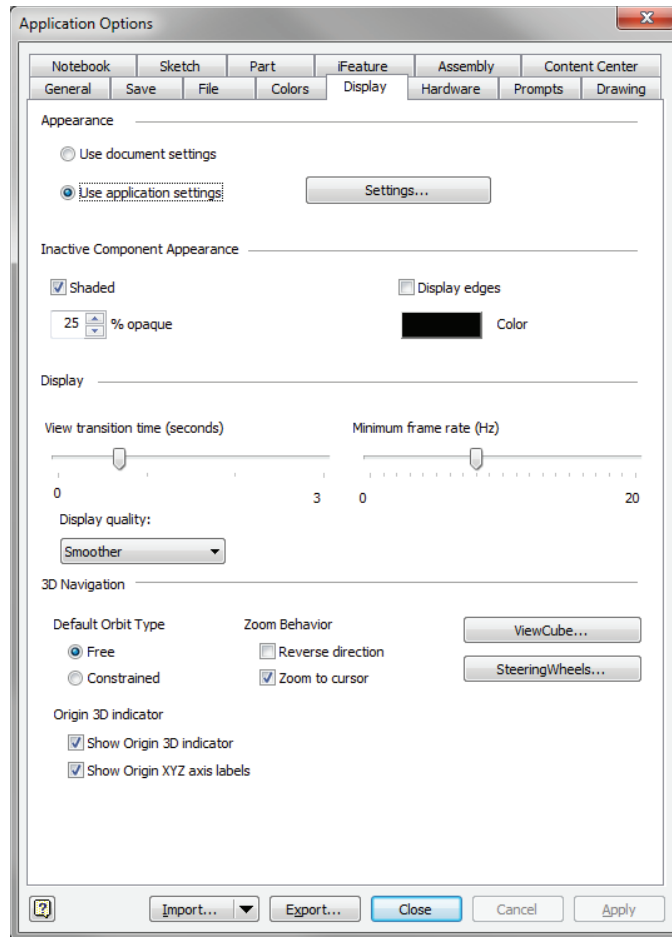 Application Options
Notebook Sketch Part iFeature Assembly Content Center
General Save File Colors Display Hardware Prompts Drawing
Appearance
Use document settings
Use application settings Settings...
Inactive Component Appearance
Shaded Display edges
25 % opaque Color
Display
View transition time (seconds) Minimum frame rate (Hz)
0 3 0 20
Display quality:
Smoother
3D Navigation
Default Orbit Type Zoom Behavior ViewCube...
Free Reverse direction
Constrained Zoom to cursor SteeringWheels...
Origin 3D indicator
Show Origin 3D indicator
Show Origin XYZ axis labels
? Import... Export... Close Cancel Apply